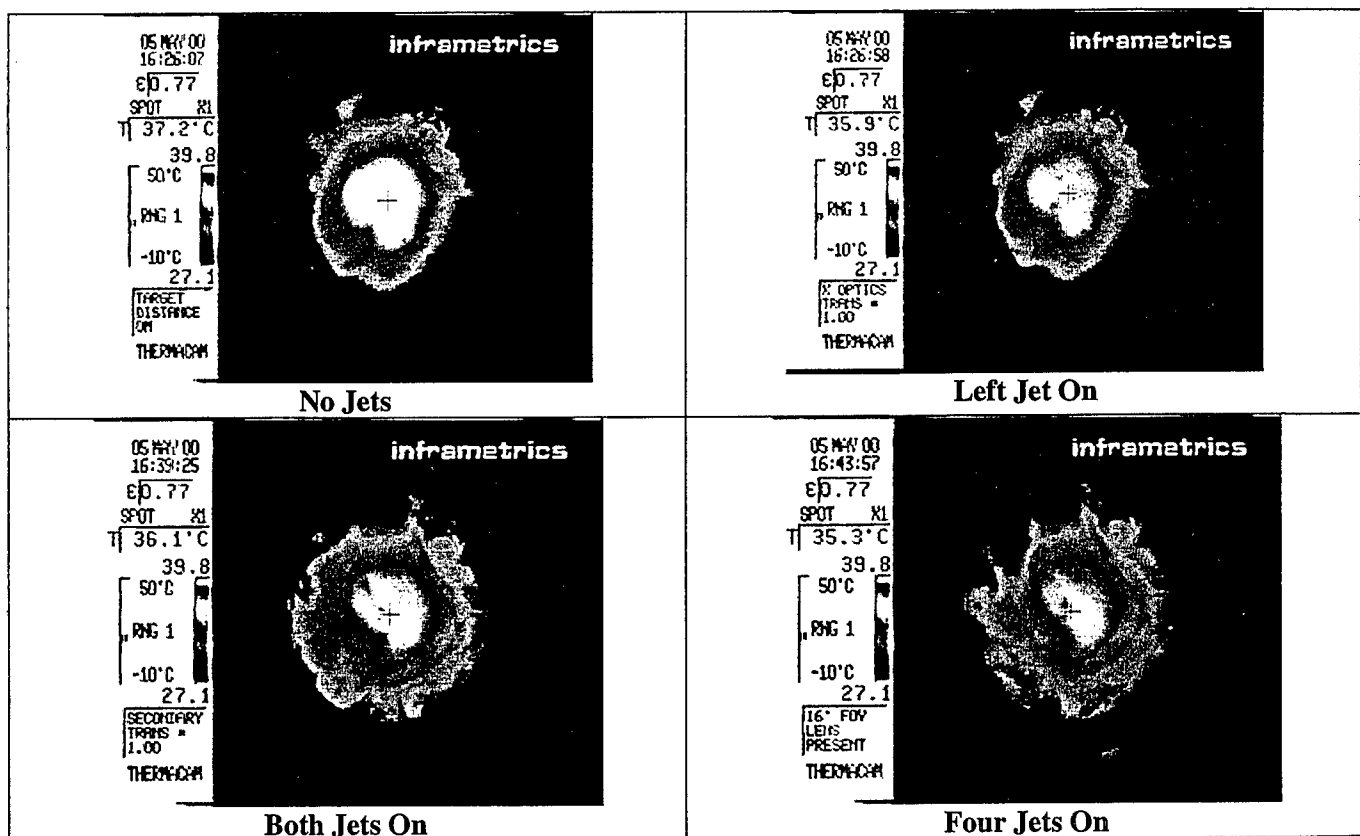 05 MAY 00
16:26:07
ε 0.77
SPOT X1
T 37.2°C
39.8
50°C
RNG 1
-10°C
27.1
TARGET
DISTANCE
0M
THERMACAM
inframetrics
No Jets
05 MAY 00
16:26:58
ε 0.77
SPOT X1
T 35.9°C
39.8
50°C
RNG 1
-10°C
27.1
X OPTICS
TRANS =
1.00
THERMACAM
inframetrics
Left Jet On
05 MAY 00
16:39:25
ε 0.77
SPOT X1
T 36.1°C
39.8
50°C
RNG 1
-10°C
27.1
SECONDARY
TRANS =
1.00
THERMACAM
inframetrics
Both Jets On
05 MAY 00
16:43:57
ε 0.77
SPOT X1
T 35.3°C
39.8
50°C
RNG 1
-10°C
27.1
16° FOV
LENS
PRESENT
THERMACAM
inframetrics
Four Jets On